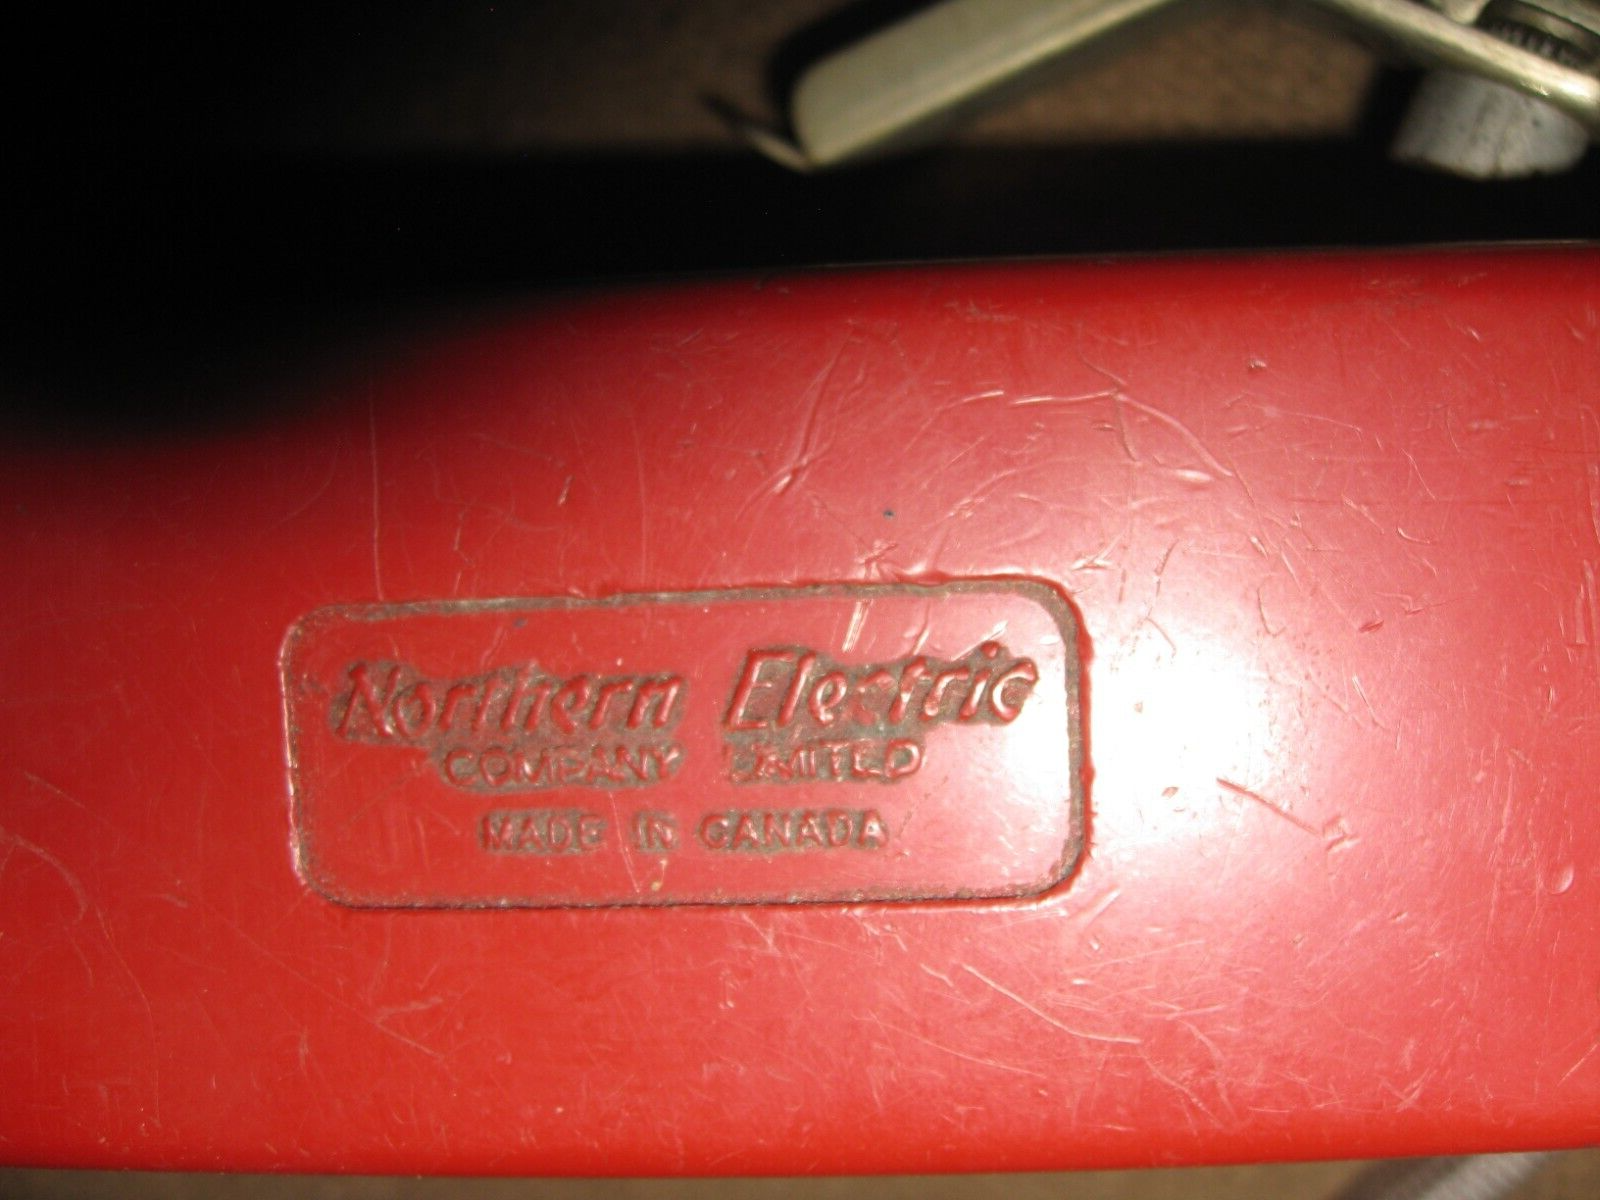 Northern Electric
COMPANY LIMITED
MADE IN CANADA